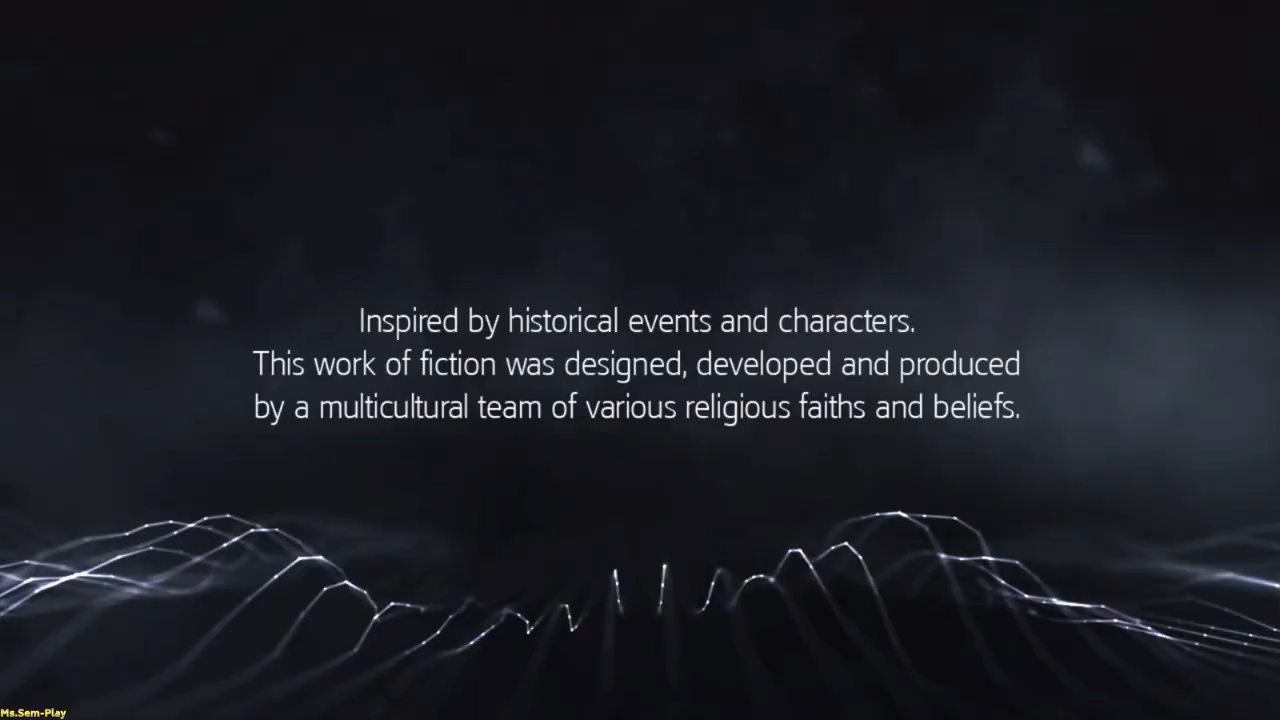 Inspired by historical events and characters.
This work of fiction was designed, developed and produced
by a multicultural team of various religious faiths and beliefs.
Ms.Sem-Play